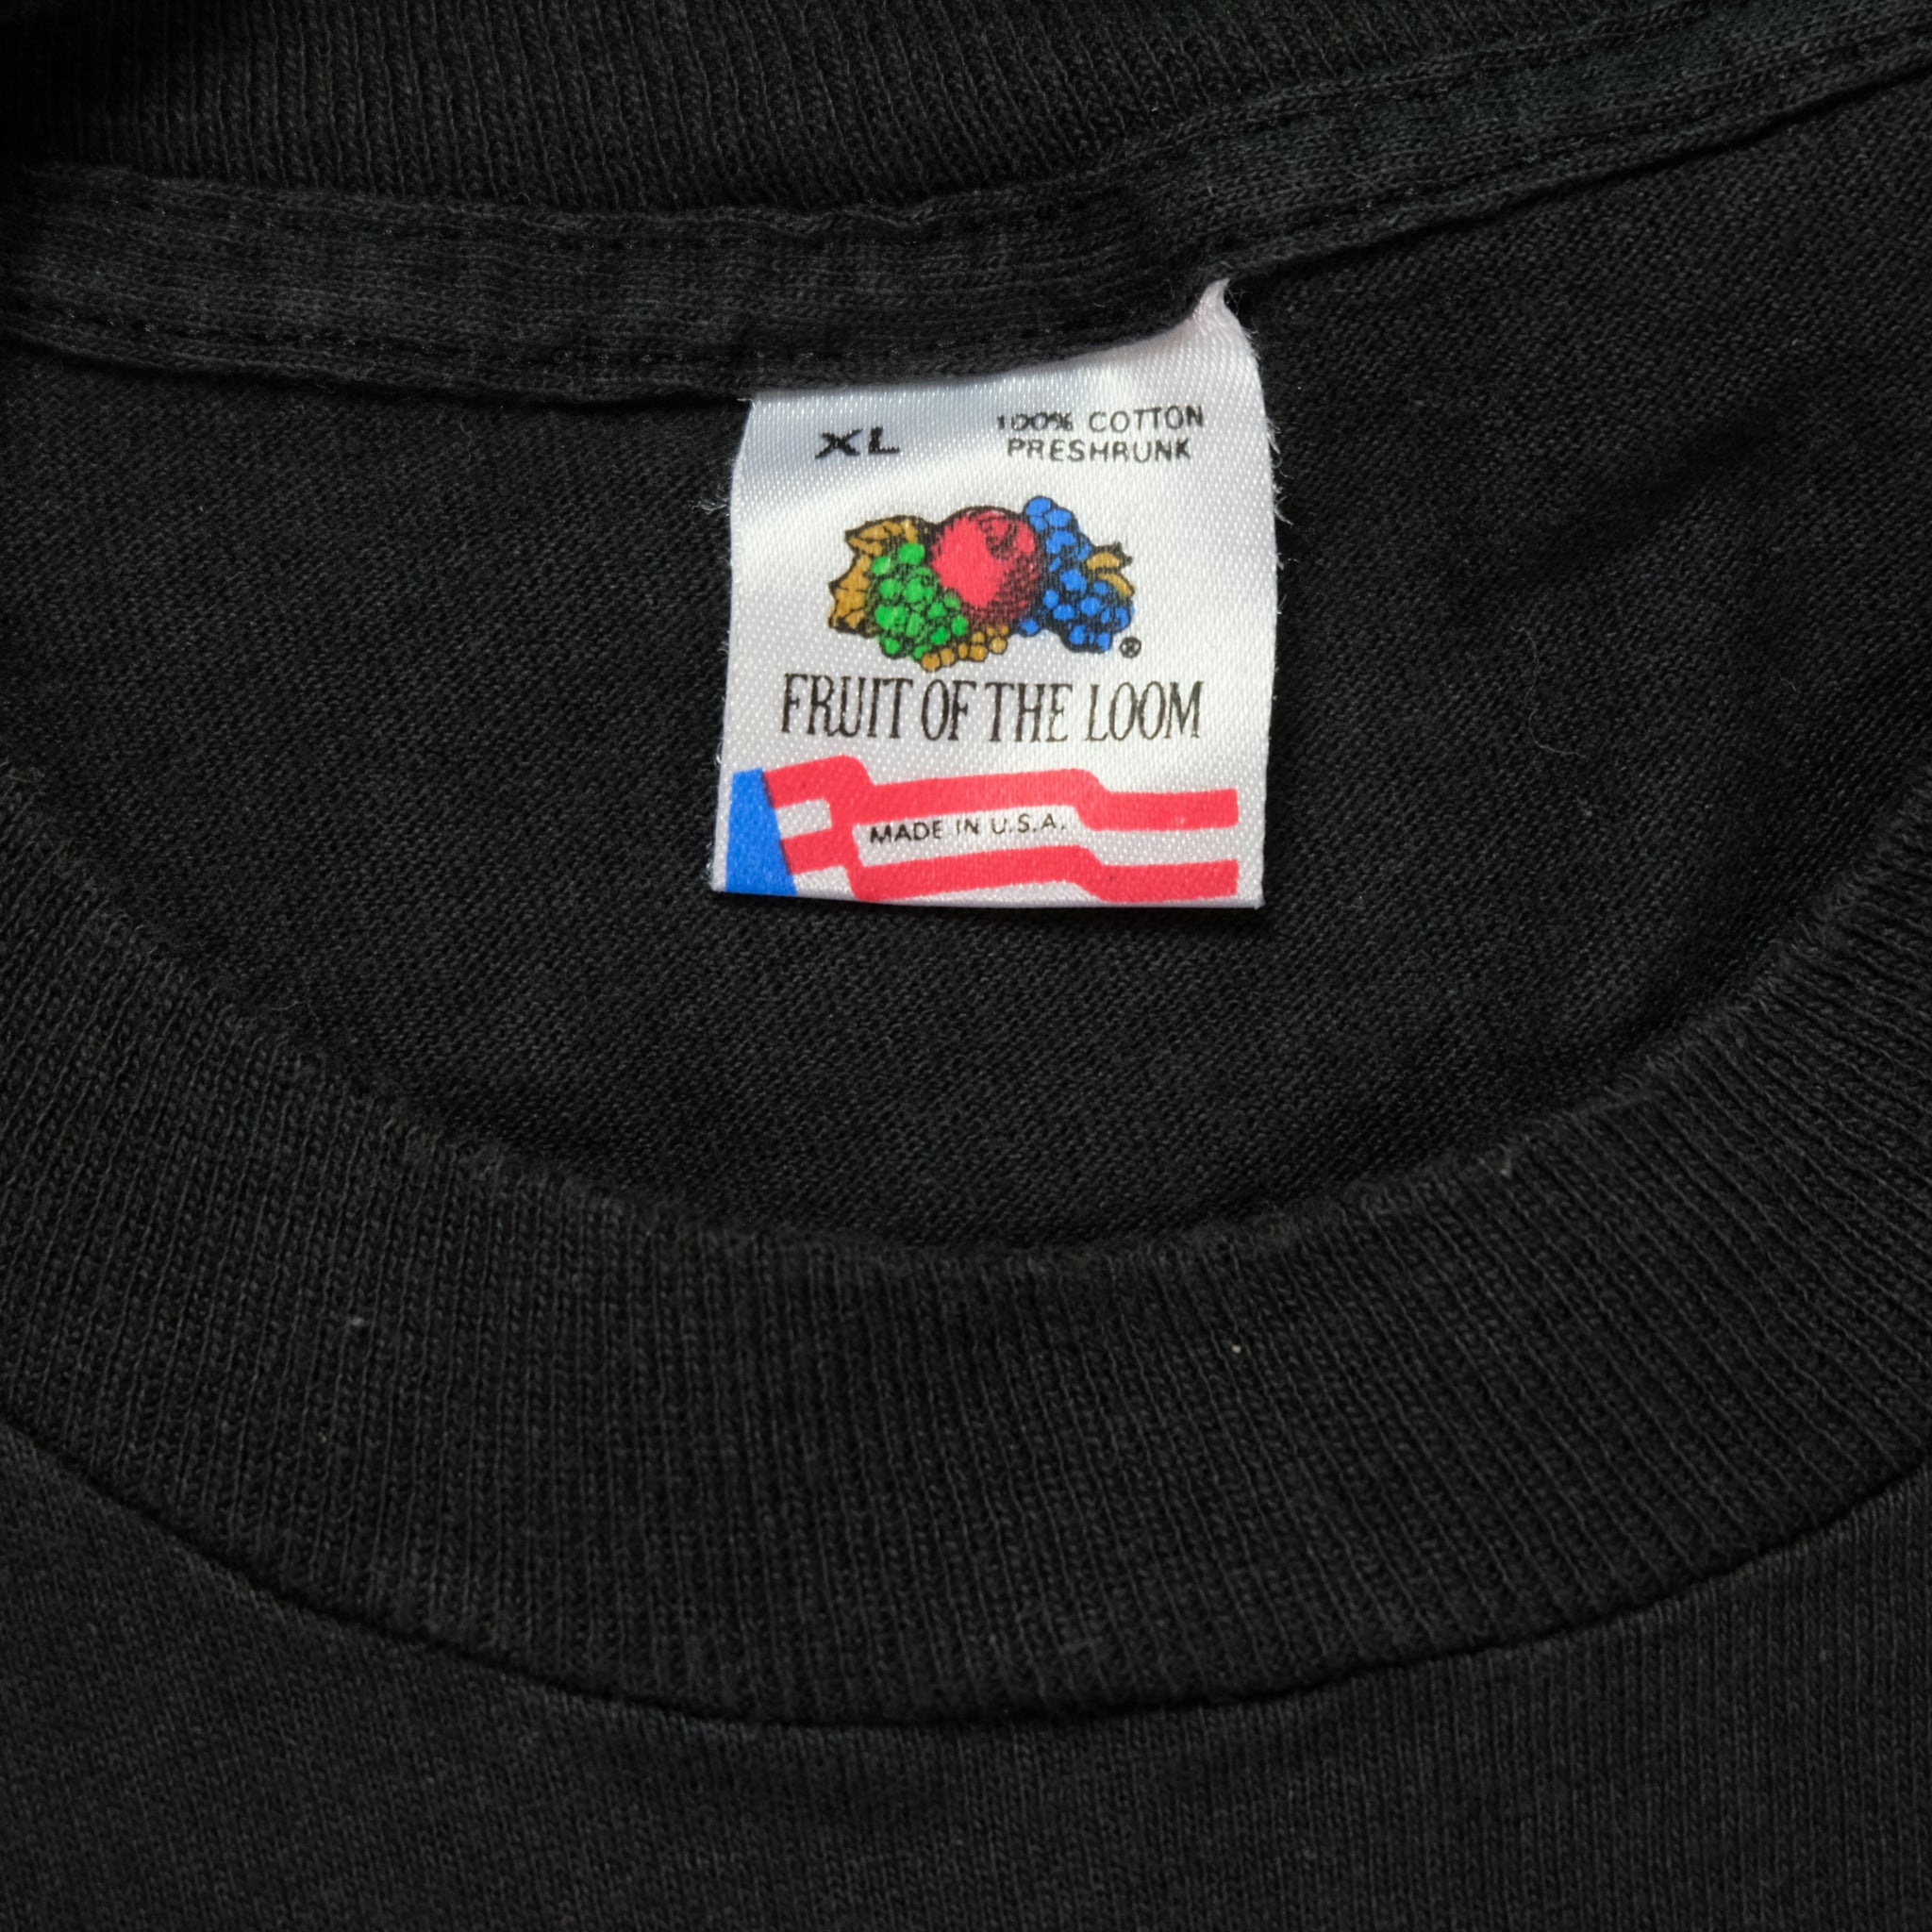 XL
100% COTTON
PRESHRUNK
®
FRUIT OF THE LOOM
MADE IN U.S.A.